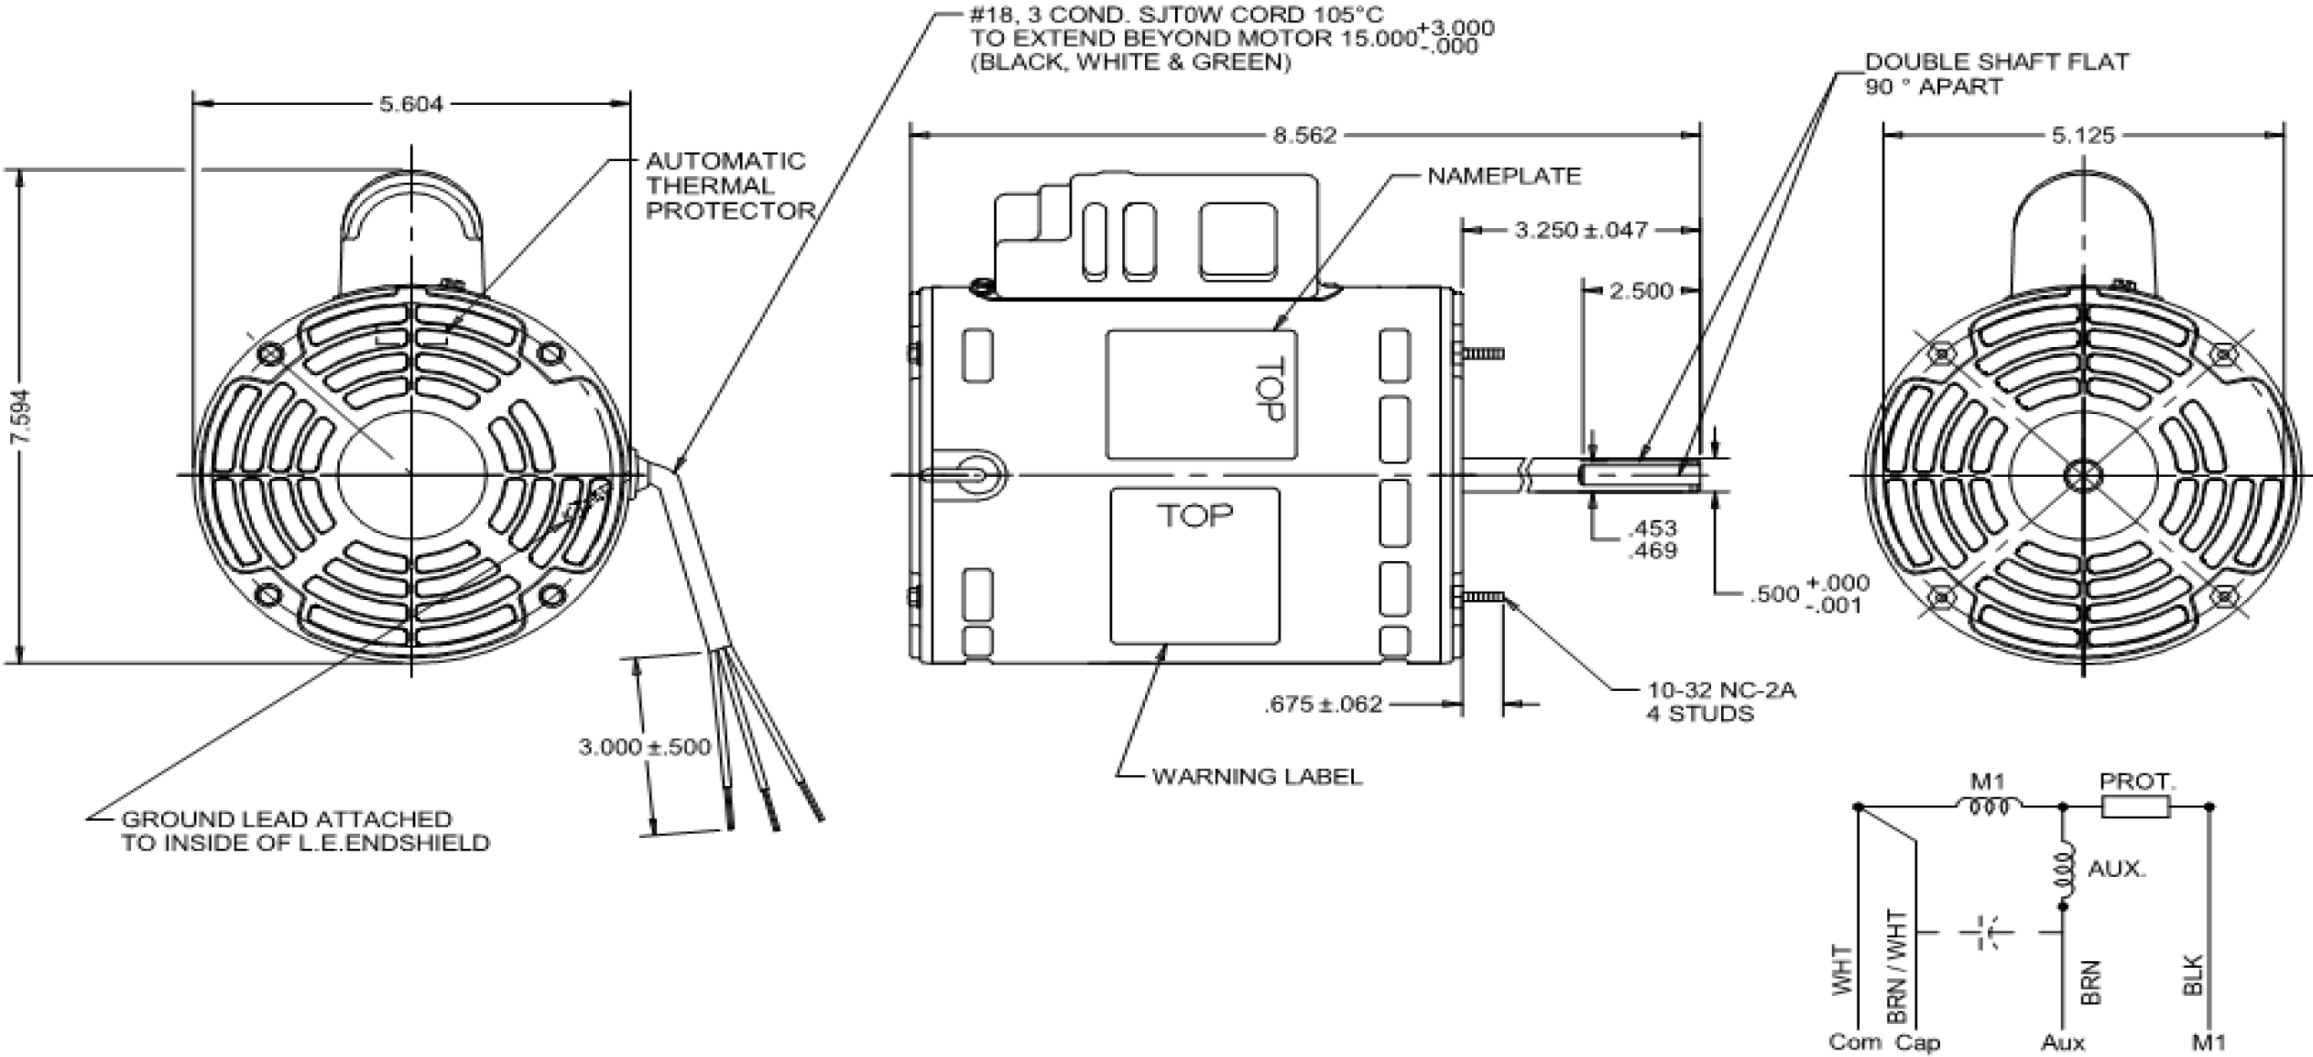 #18, 3 COND. SJT0W CORD 105°C
TO EXTEND BEYOND MOTOR 15.000 +3.000 -.000
(BLACK, WHITE & GREEN)
DOUBLE SHAFT FLAT
90 ° APART
5.604
8.562
5.125
AUTOMATIC
THERMAL
PROTECTOR
NAMEPLATE
3.250 ±.047
2.500
7.594
TOP
TOP
.453
.469
.500 +.000 -.001
10-32 NC-2A
4 STUDS
.675 ±.062
3.000 ±.500
WARNING LABEL
GROUND LEAD ATTACHED
TO INSIDE OF L.E.ENDSHIELD
M1
PROT.
AUX.
WHT
BRN / WHT
BRN
BLK
Com
Cap
Aux
M1